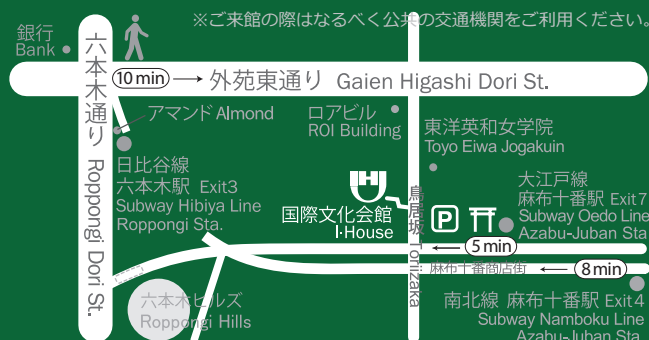 ※ご来館の際はなるべく公共の交通機関をご利用ください。
銀行
Bank
六本木通り Roppongi Dori St.
10 min
外苑東通り Gaien Higashi Dori St.
アマンド Almond
ロアビル
ROI Building
東洋英和女学院
Toyo Eiwa Jogakuin
日比谷線
六本木駅 Exit3
Subway Hibiya Line
Roppongi Sta.
国際文化会館
I-House
鳥居坂 Toriizaka
P
大江戸線
麻布十番駅 Exit7
Subway Oedo Line
Azabu-Juban Sta
5 min
麻布十番商店街
8 min
六本木ヒルズ
Roppongi Hills
南北線 麻布十番駅 Exit4
Subway Namboku Line
Azabu-Juban Sta.